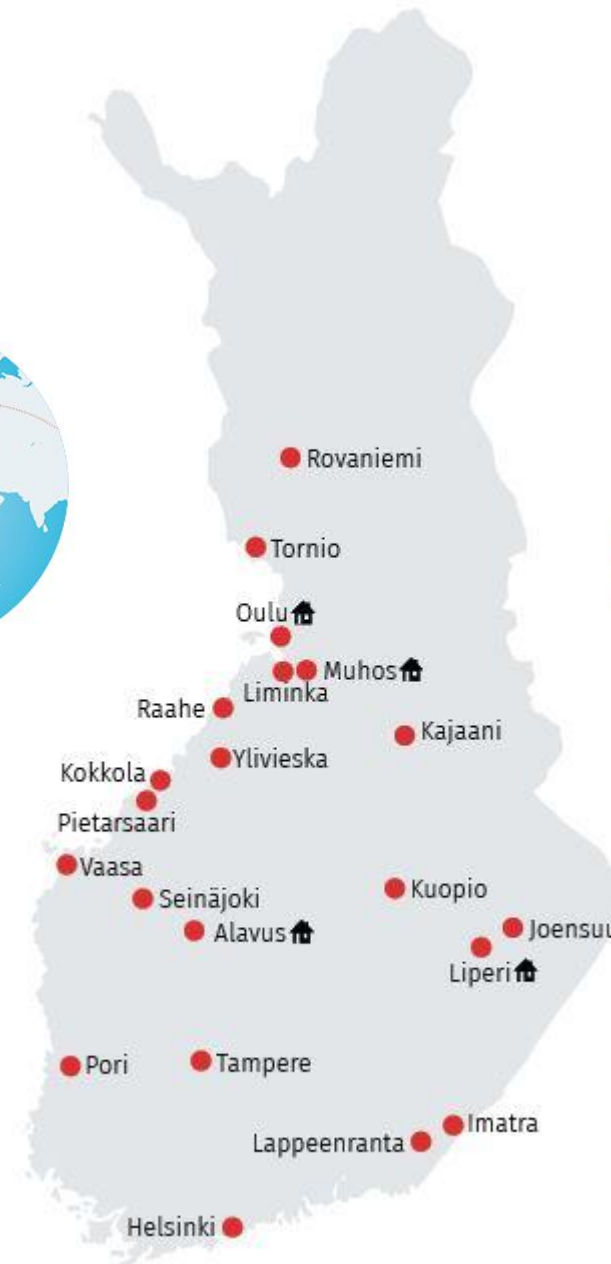 Rovaniemi
Tornio
Oulu
Muhos
Liminka
Raahe
Kajaani
Ylivieska
Kokkola
Pietarsaari
Vaasa
Kuopio
Seinäjoki
Joensuu
Alavus
Liperi
Pori
Tampere
Imatra
Lappeenranta
Helsinki